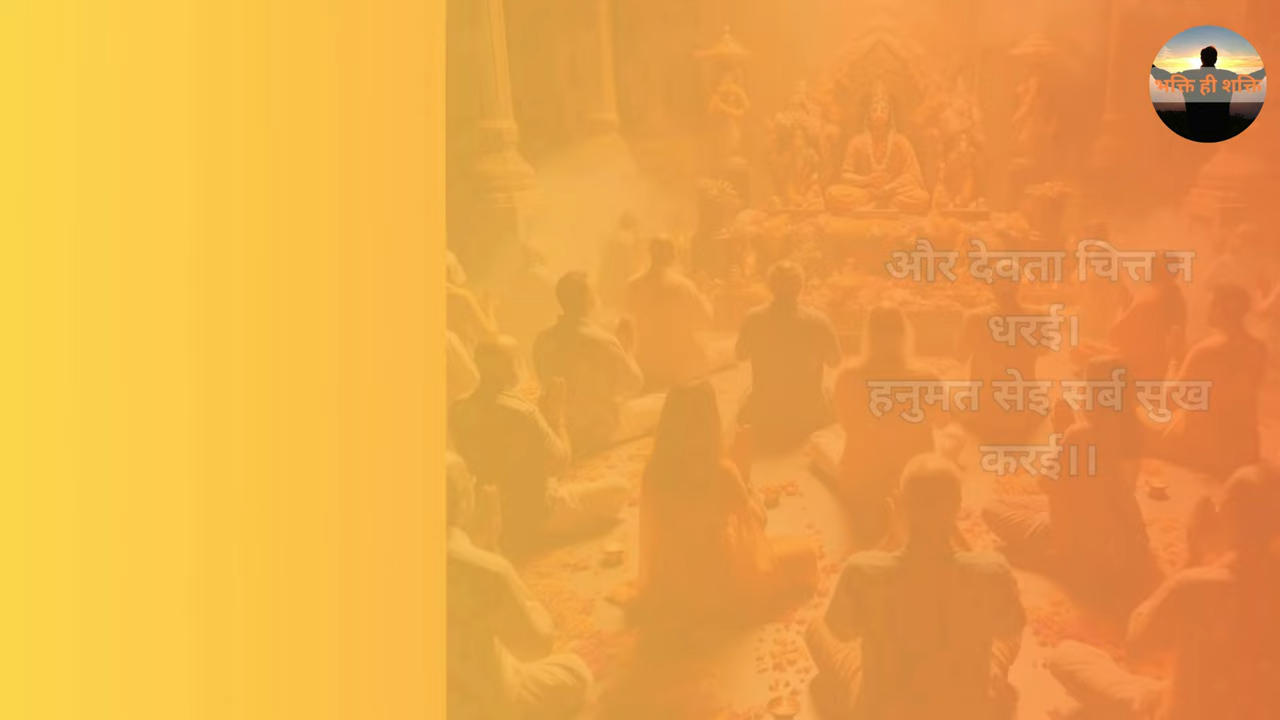 भक्ति ही शक्ति
और देवता चित्त न
धरई।
हनुमत सेइ सर्ब सुख
करई।।